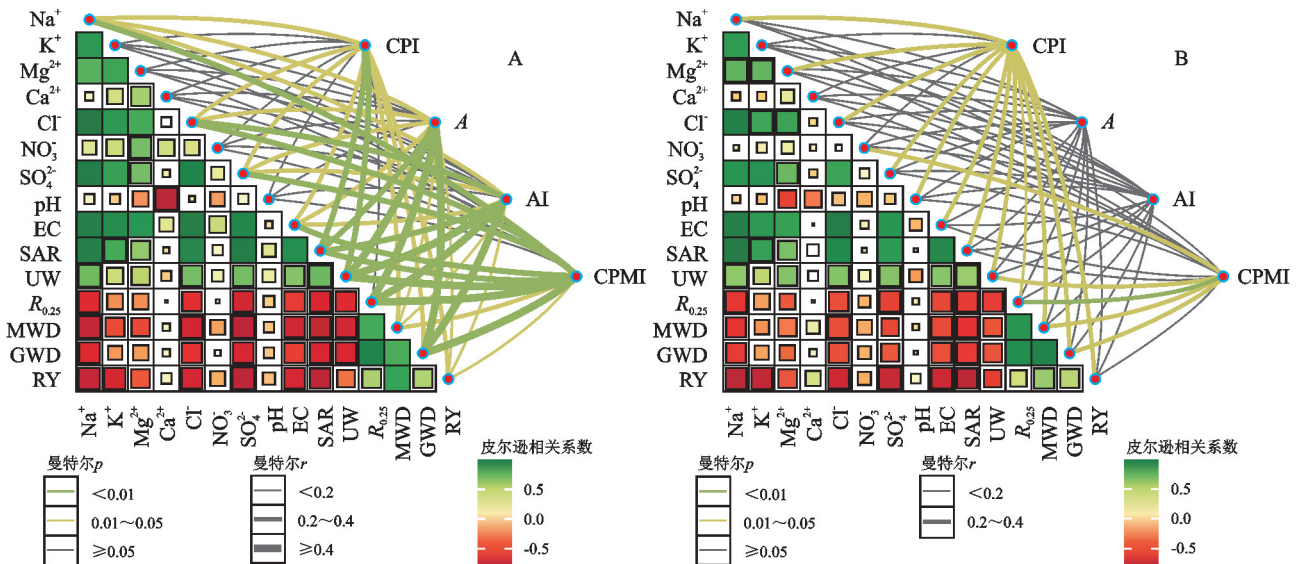 A
Na⁺
K⁺
Mg²⁺
Ca²⁺
Cl⁻
NO₃⁻
SO₄²⁻
pH
EC
SAR
UW
R₀.₂₅
MWD
GWD
RY
CPI
A
AI
CPMI
Na⁺ K⁺ Mg²⁺ Ca²⁺ Cl⁻ NO₃⁻ SO₄²⁻ pH EC SAR UW R₀.₂₅ MWD GWD RY
曼特尔p
<0.01
0.01~0.05
≥0.05
曼特尔r
<0.2
0.2~0.4
≥0.4
皮尔逊相关系数
0.5
0.0
-0.5
B
Na⁺
K⁺
Mg²⁺
Ca²⁺
Cl⁻
NO₃⁻
SO₄²⁻
pH
EC
SAR
UW
R₀.₂₅
MWD
GWD
RY
CPI
A
AI
CPMI
Na⁺ K⁺ Mg²⁺ Ca²⁺ Cl⁻ NO₃⁻ SO₄²⁻ pH EC SAR UW R₀.₂₅ MWD GWD RY
曼特尔p
<0.01
0.01~0.05
≥0.05
曼特尔r
<0.2
0.2~0.4
皮尔逊相关系数
0.5
0.0
-0.5